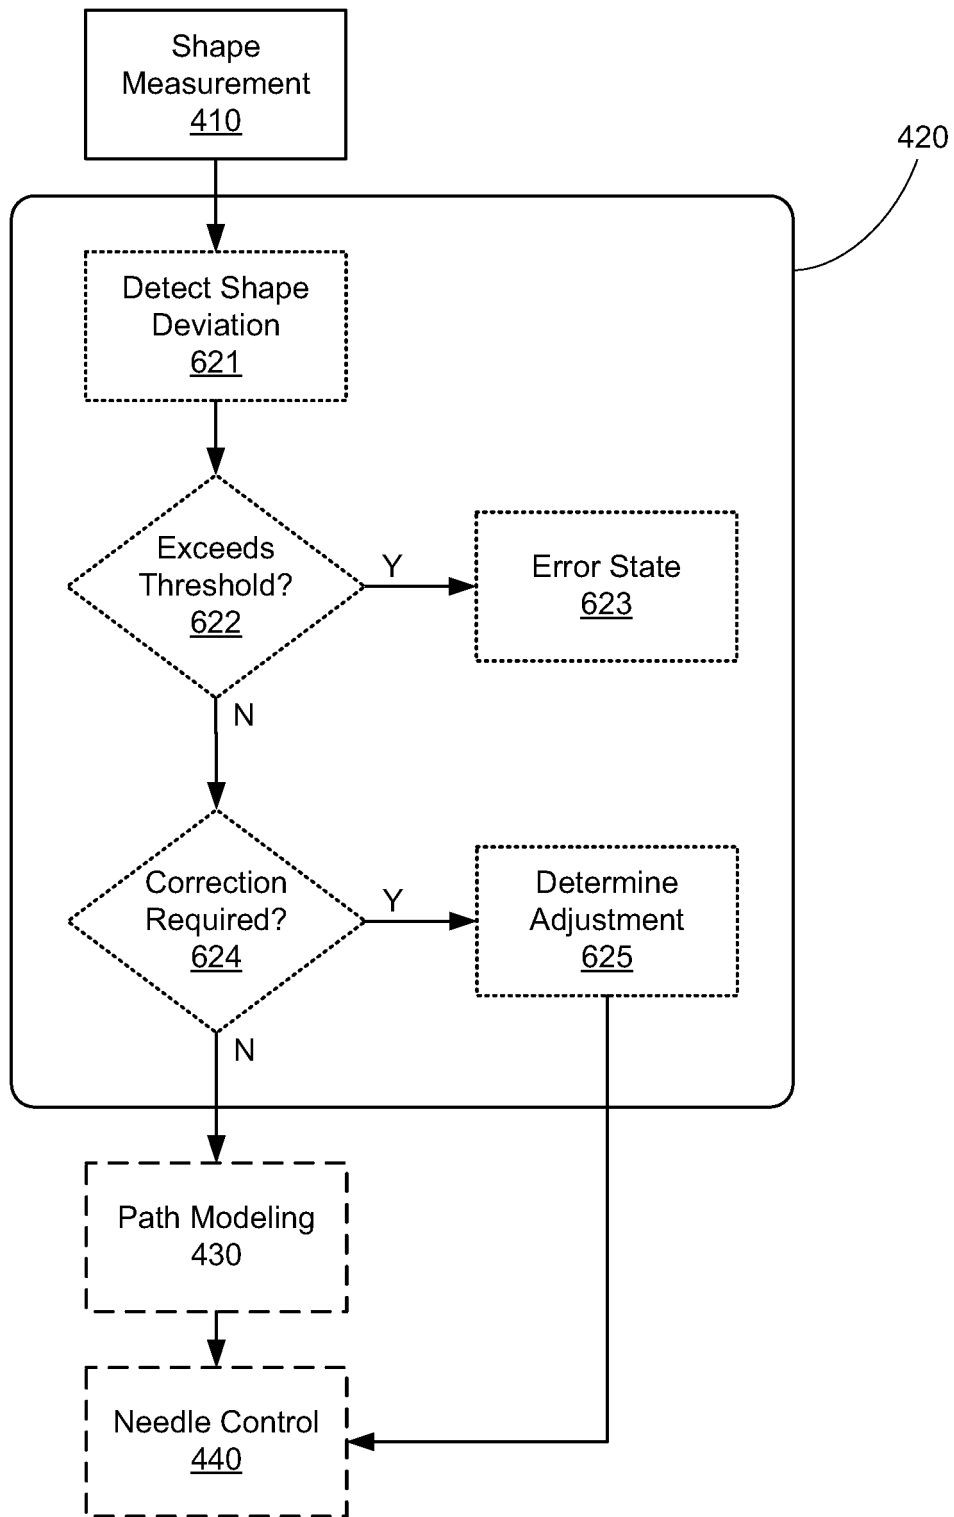 Shape
Measurement
410
420
Detect Shape
Deviation
621
Exceeds
Threshold?
622
Y
Error State
623
N
Correction
Required?
624
Y
Determine
Adjustment
625
N
Path Modeling
430
Needle Control
440